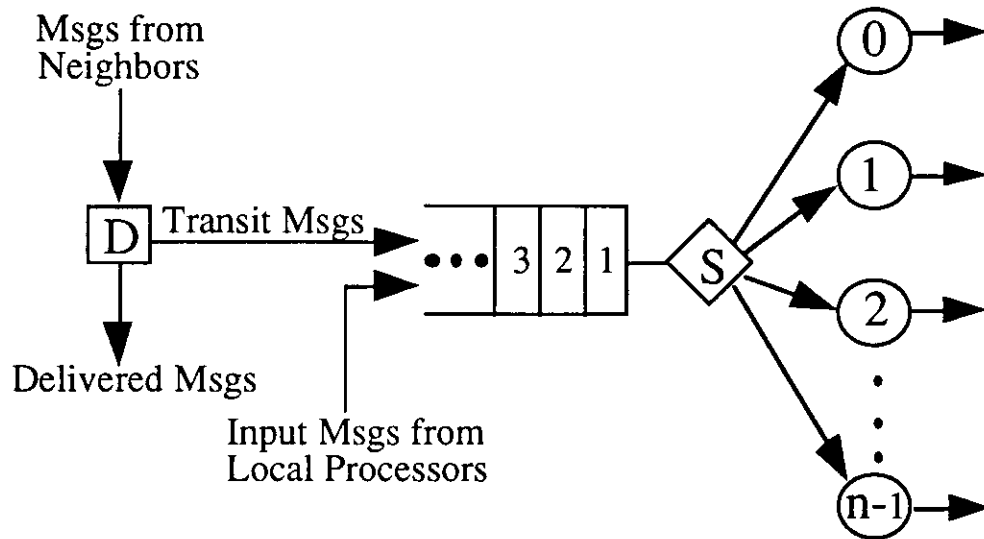 Msgs from
Neighbors
0
1
D
Transit Msgs
3 2 1
S
2
Delivered Msgs
Input Msgs from
Local Processors
n-1